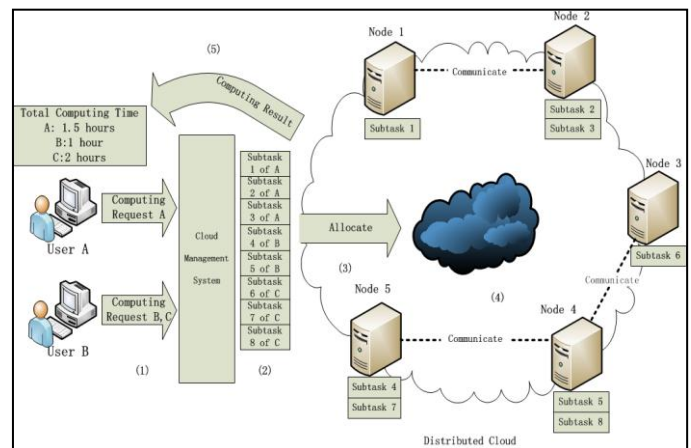 (5)
Computing Result
Total Computing Time
A: 1.5 hours
B:1 hour
C:2 hours
User A
Computing
Request A
User B
Computing
Request B,C
(1)
Cloud
Management
System
Subtask
1 of A
Subtask
2 of A
Subtask
3 of A
Subtask
4 of B
Subtask
5 of B
Subtask
6 of C
Subtask
7 of C
Subtask
8 of C
(2)
Allocate
(3)
(4)
Node 1
Subtask 1
Communicate
Node 2
Subtask 2
Subtask 3
Node 3
Subtask 6
Communicate
Node 4
Subtask 5
Subtask 8
Communicate
Node 5
Subtask 4
Subtask 7
Distributed Cloud